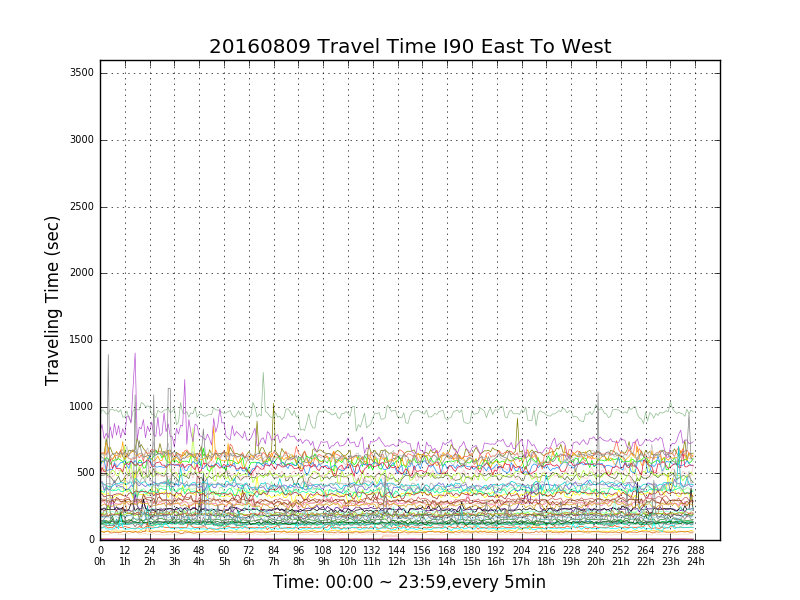 20160809 Travel Time I90 East To West
Traveling Time (sec)
3500
3000
2500
2000
1500
1000
500
0
0 12 24 36 48 60 72 84 96 108 120 132 144 156 168 180 192 204 216 228 240 252 264 276 288
0h 1h 2h 3h 4h 5h 6h 7h 8h 9h 10h 11h 12h 13h 14h 15h 16h 17h 18h 19h 20h 21h 22h 23h 24h
Time: 00:00 ~ 23:59,every 5min